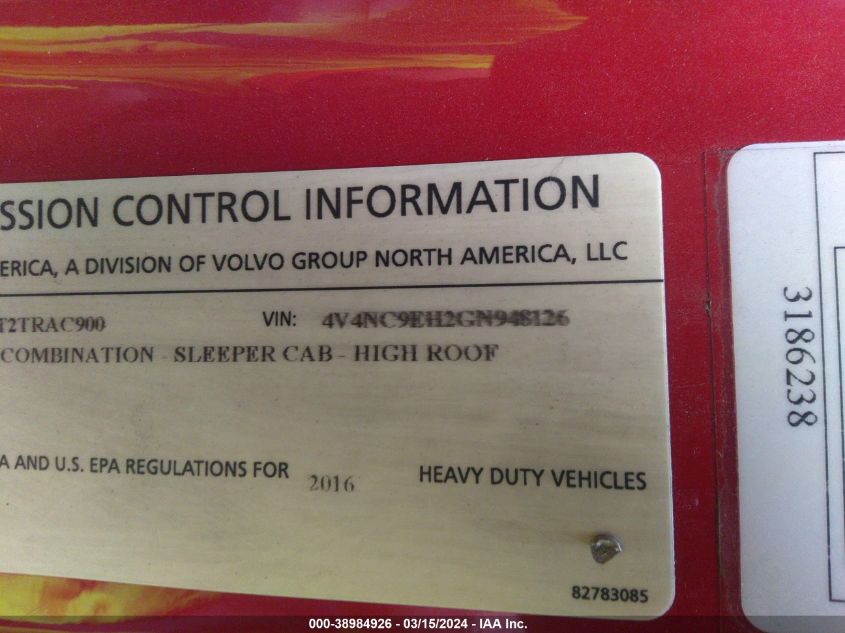 SSION CONTROL INFORMATION
ERICA, A DIVISION OF VOLVO GROUP NORTH AMERICA, LLC
T2TRAC900 VIN: 4V4NC9EH2GN948126
COMBINATION - SLEEPER CAB - HIGH ROOF
A AND U.S. EPA REGULATIONS FOR 2016 HEAVY DUTY VEHICLES
82783085
3186238
000-38984926 - 03/15/2024 - IAA Inc.